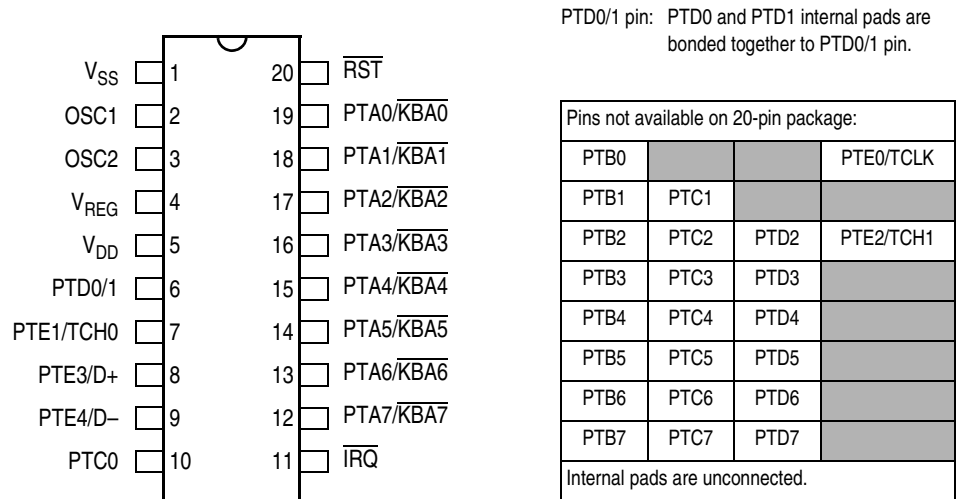 PTD0/1 pin: PTD0 and PTD1 internal pads are
bonded together to PTD0/1 pin.
VSS 1 20 RST
OSC1 2 19 PTA0/KBA0
OSC2 3 18 PTA1/KBA1
VREG 4 17 PTA2/KBA2
VDD 5 16 PTA3/KBA3
PTD0/1 6 15 PTA4/KBA4
PTE1/TCH0 7 14 PTA5/KBA5
PTE3/D+ 8 13 PTA6/KBA6
PTE4/D– 9 12 PTA7/KBA7
PTC0 10 11 IRQ
Pins not available on 20-pin package:
PTB0 PTE0/TCLK
PTB1 PTC1
PTB2 PTC2 PTD2 PTE2/TCH1
PTB3 PTC3 PTD3
PTB4 PTC4 PTD4
PTB5 PTC5 PTD5
PTB6 PTC6 PTD6
PTB7 PTC7 PTD7
Internal pads are unconnected.